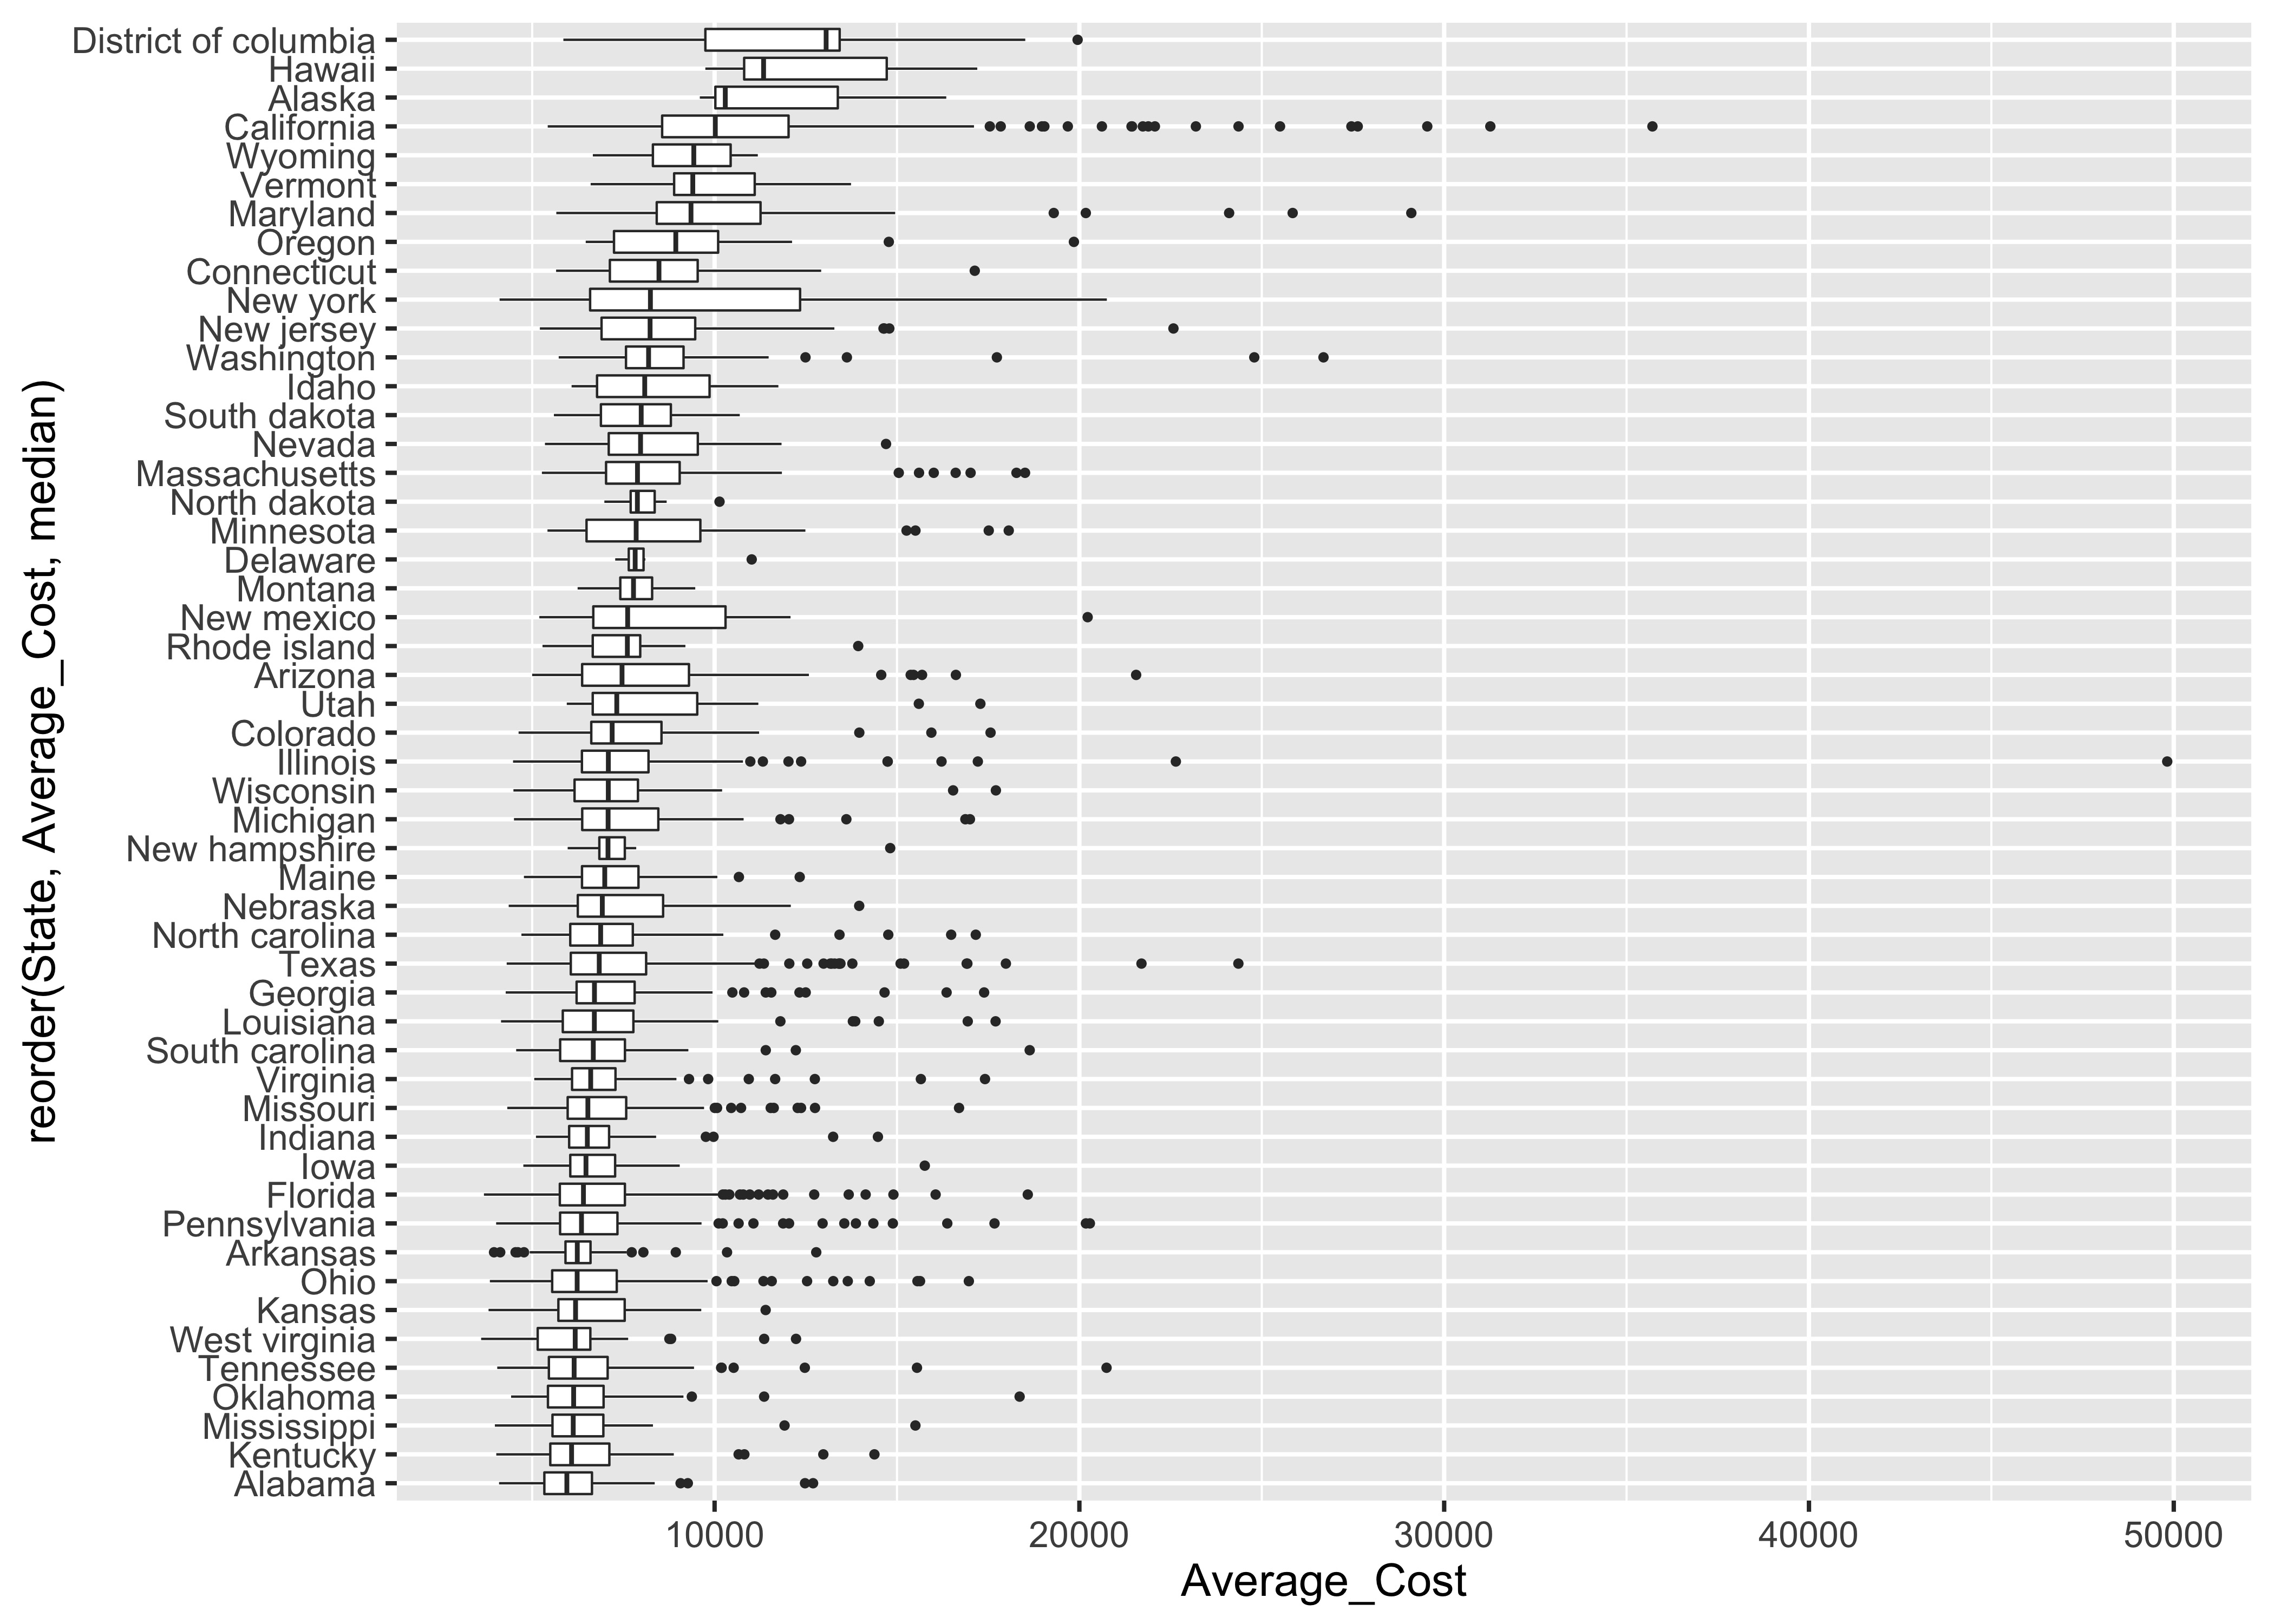 reorder(State, Average_Cost, median)
District of columbia
Hawaii
Alaska
California
Wyoming
Vermont
Maryland
Oregon
Connecticut
New york
New jersey
Washington
Idaho
South dakota
Nevada
Massachusetts
North dakota
Minnesota
Delaware
Montana
New mexico
Rhode island
Arizona
Utah
Colorado
Illinois
Wisconsin
Michigan
New hampshire
Maine
Nebraska
North carolina
Texas
Georgia
Louisiana
South carolina
Virginia
Missouri
Indiana
Iowa
Florida
Pennsylvania
Arkansas
Ohio
Kansas
West virginia
Tennessee
Oklahoma
Mississippi
Kentucky
Alabama
10000 20000 30000 40000 50000
Average_Cost